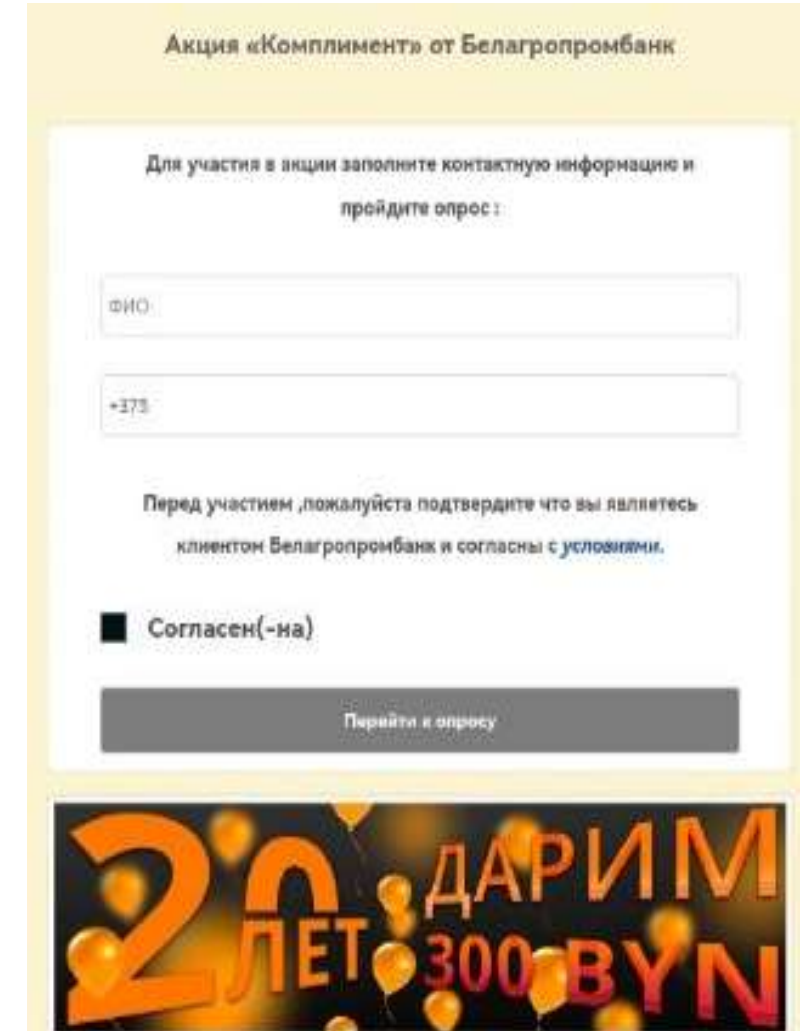 Акция «Комплимент» от Белагропромбанк
Для участия в акции заполните контактную информацию и
пройдите опрос :
ФИО
+375
Перед участием ,пожалуйста подтвердите что вы являетесь
клиентом Белагропромбанк и согласны с условиями.
Согласен(-на)
Перейти к опросу
20 ЛЕТ ДАРИМ
300 BYN